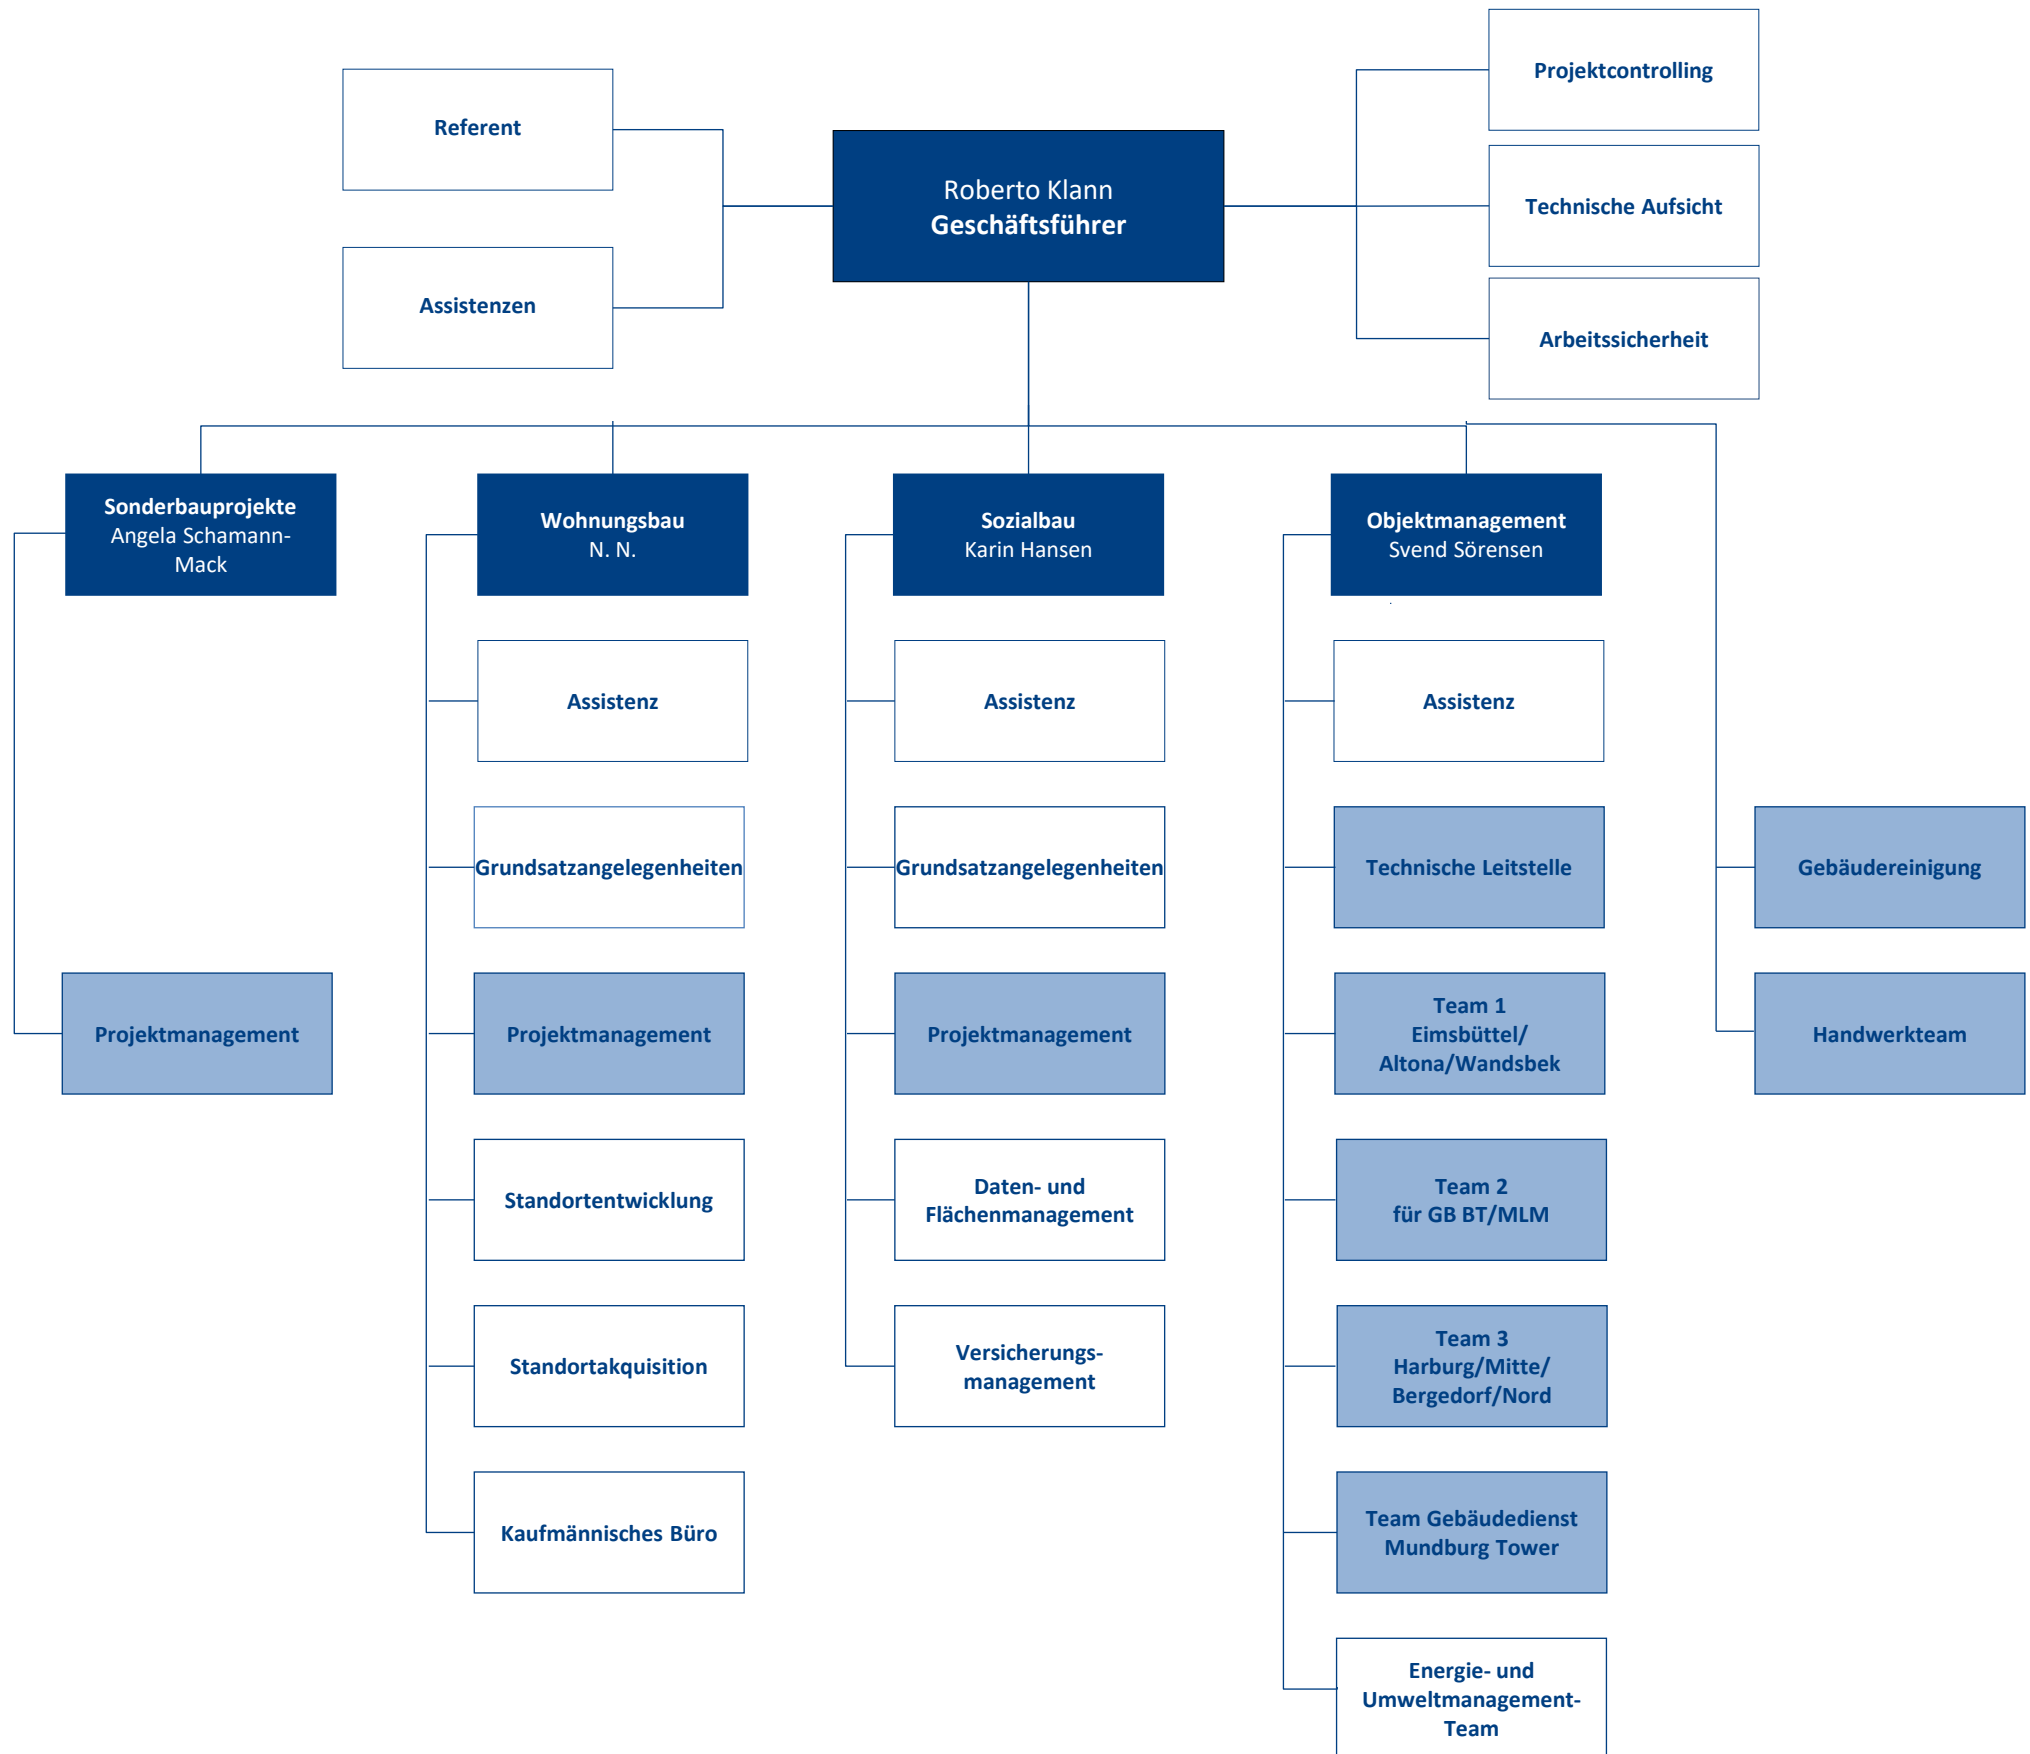 Projektcontrolling
Referent
Roberto Klann
Geschäftsführer
Technische Aufsicht
Assistenzen
Arbeitssicherheit
Sonderbauprojekte
Angela Schamann-
Mack
Wohnungsbau
N. N.
Sozialbau
Karin Hansen
Objektmanagement
Svend Sörensen
Assistenz
Assistenz
Assistenz
Grundsatzangelegenheiten
Grundsatzangelegenheiten
Technische Leitstelle
Gebäudereinigung
Projektmanagement
Projektmanagement
Projektmanagement
Team 1
Eimsbüttel/
Altona/Wandsbek
Handwerkteam
Standortentwicklung
Daten- und
Flächenmanagement
Team 2
für GB BT/MLM
Standortakquisition
Versicherungs-
management
Team 3
Harburg/Mitte/
Bergedorf/Nord
Kaufmännisches Büro
Team Gebäudedienst
Mundburg Tower
Energie- und
Umweltmanagement-
Team